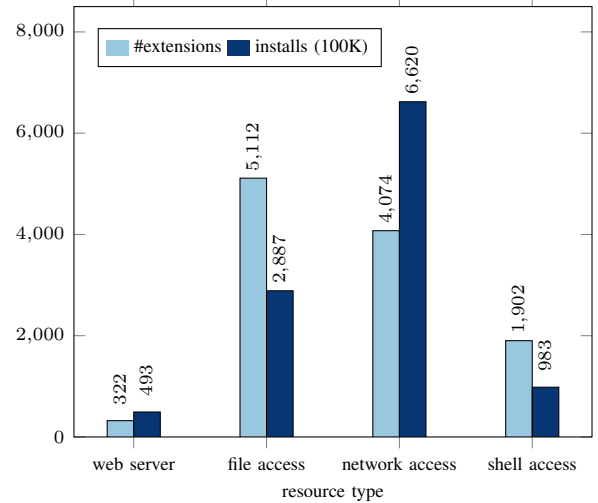 8,000
6,000
4,000
2,000
0
#extensions installs (100K)
322 493 5,112 2,887 4,074 6,620 1,902 983
web server file access network access shell access
resource type